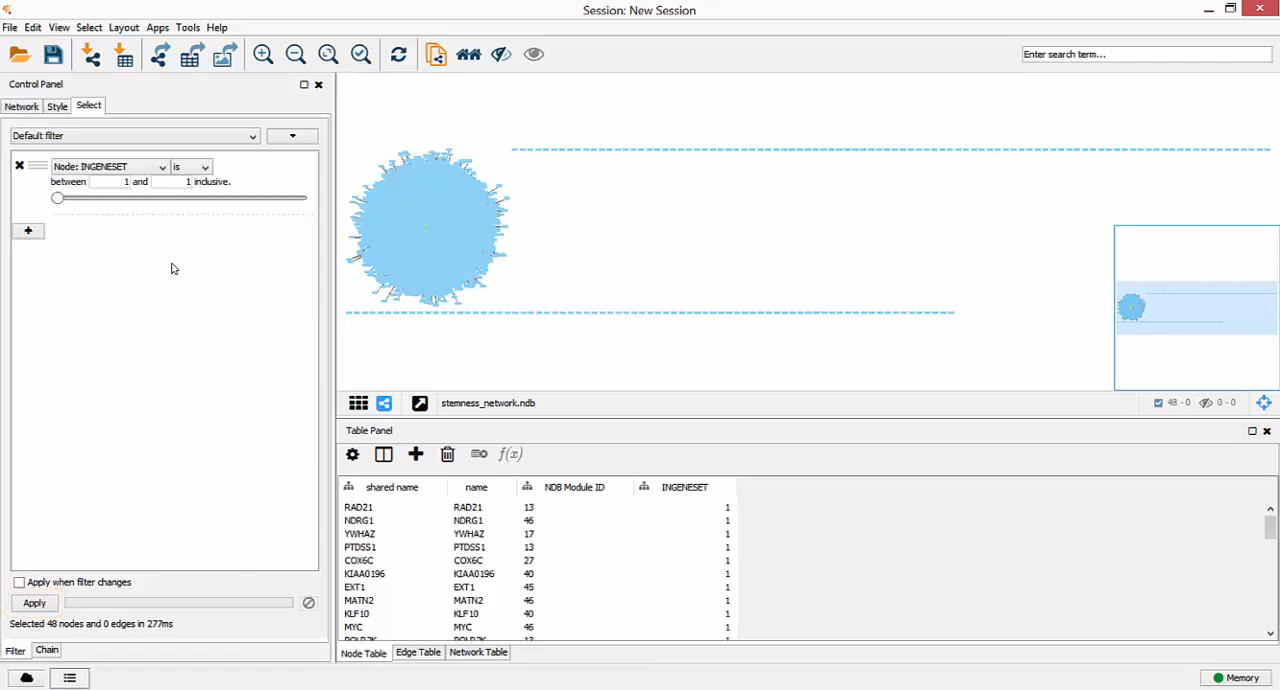 Session: New Session
File Edit View Select Layout Apps Tools Help
Enter search term...
Control Panel
Network Style Select
Default filter
Node: INGENESET is
between 1 and 1 inclusive.
+
Apply when filter changes
Apply
Selected 48 nodes and 0 edges in 277ms
Filter Chain
stemness_network.ndb
48 - 0 0 - 0
Table Panel
f(x)
shared name name NDB Module ID INGENESET
RAD21 RAD21 13 1
NDRG1 NDRG1 46 1
YWHAZ YWHAZ 17 1
PTDSS1 PTDSS1 13 1
COX6C COX6C 27 1
KIAA0196 KIAA0196 40 1
EXT1 EXT1 45 1
MATN2 MATN2 46 1
KLF10 KLF10 40 1
MYC MYC 46 1
Node Table Edge Table Network Table
Memory